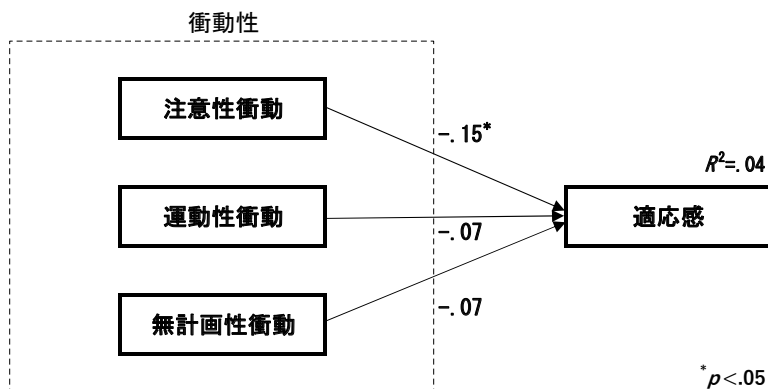 衝動性
注意性衝動
-.15*
R²=.04
運動性衝動
適応感
-.07
無計画性衝動
-.07
*p<.05